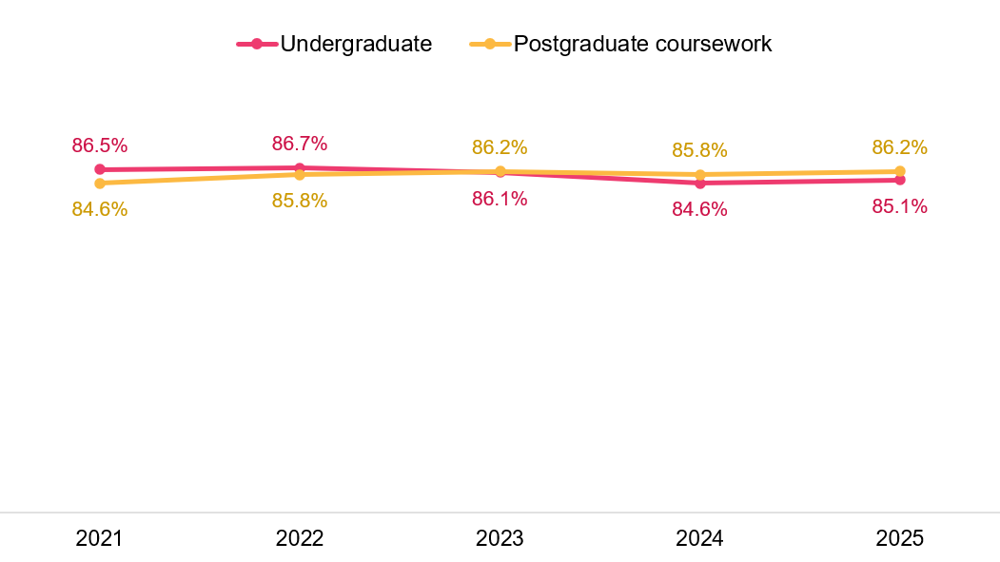 Undergraduate Postgraduate coursework
86.5% 86.7% 86.2% 85.8% 86.2%
84.6% 85.8% 86.1% 84.6% 85.1%
2021 2022 2023 2024 2025